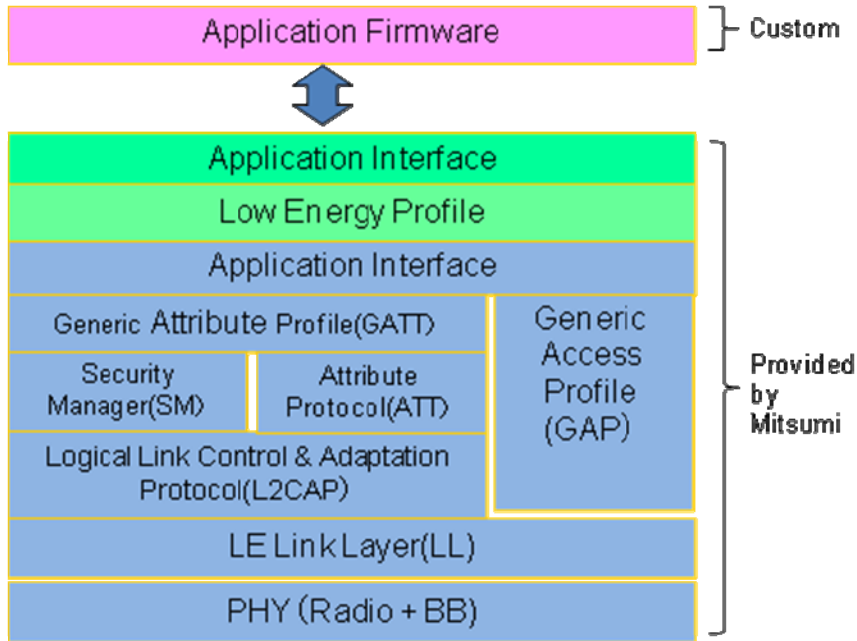 Application Firmware
Custom
Application Interface
Low Energy Profile
Application Interface
Generic Attribute Profile(GATT)
Generic
Access
Profile
(GAP)
Security
Manager(SM)
Attribute
Protocol(ATT)
Logical Link Control & Adaptation
Protocol(L2CAP)
LE Link Layer(LL)
PHY (Radio + BB)
Provided
by
Mitsumi